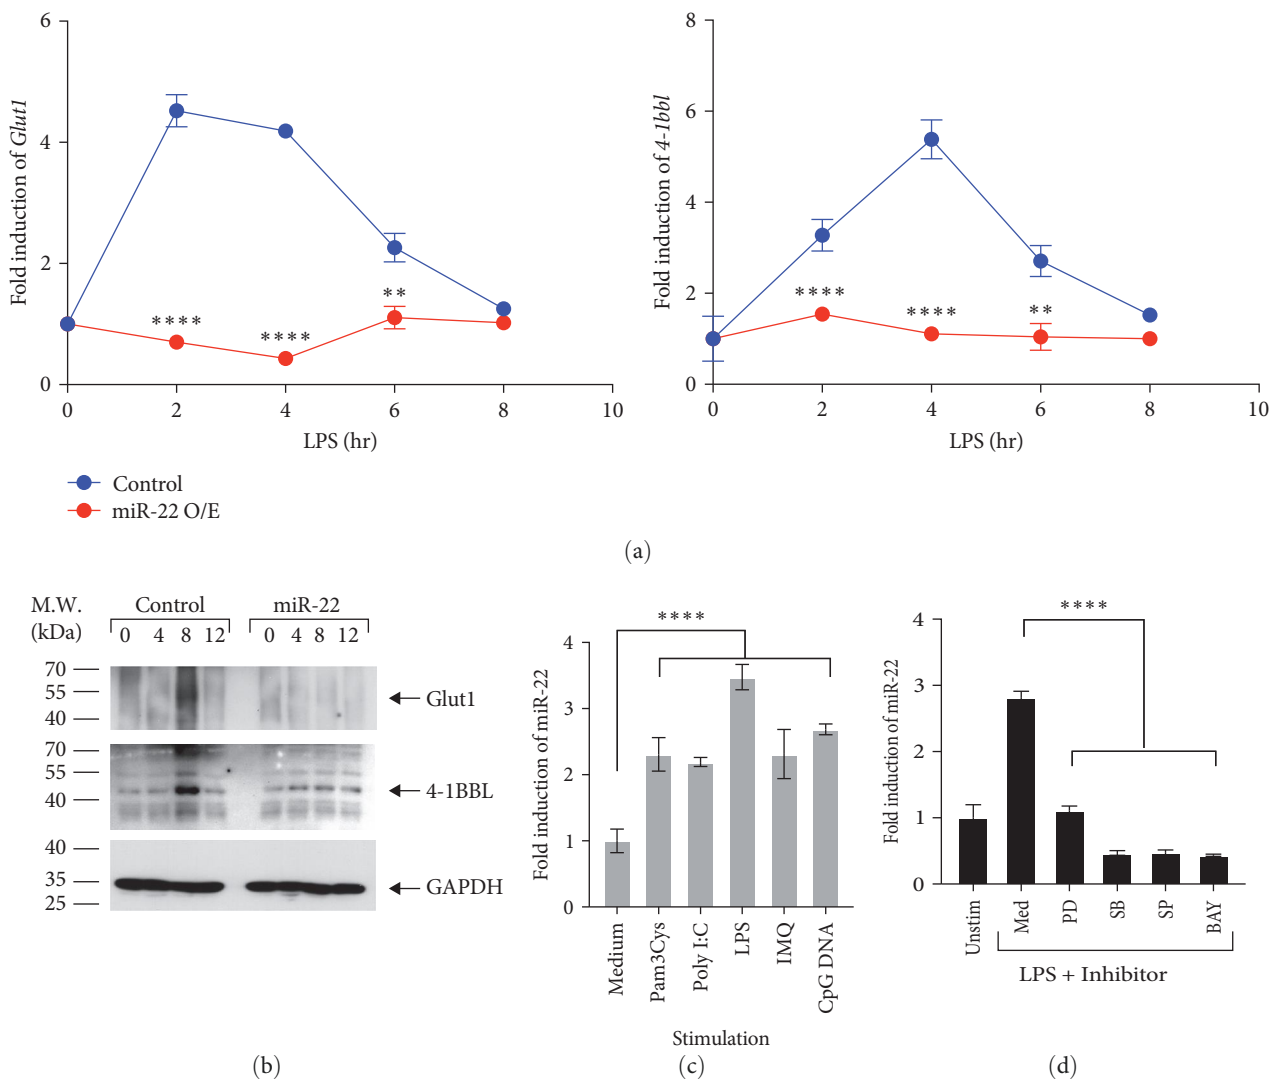 6
4
2
0
Fold induction of Glut1
****
****
**
0 2 4 6 8 10
LPS (hr)
8
6
4
2
0
Fold induction of 4-1bbl
****
****
**
0 2 4 6 8 10
LPS (hr)
Control
miR-22 O/E
(a)
M.W.
(kDa)
Control miR-22
0 4 8 12 0 4 8 12
70
55
40
Glut1
70
55
40
4-1BBL
40
35
25
GAPDH
(b)
****
4
3
2
1
0
Fold induction of miR-22
Medium
Pam3Cys
Poly I:C
LPS
IMQ
CpG DNA
Stimulation
(c)
****
4
3
2
1
0
Fold induction of miR-22
Unstim
Med
PD
SB
SP
BAY
LPS + Inhibitor
(d)